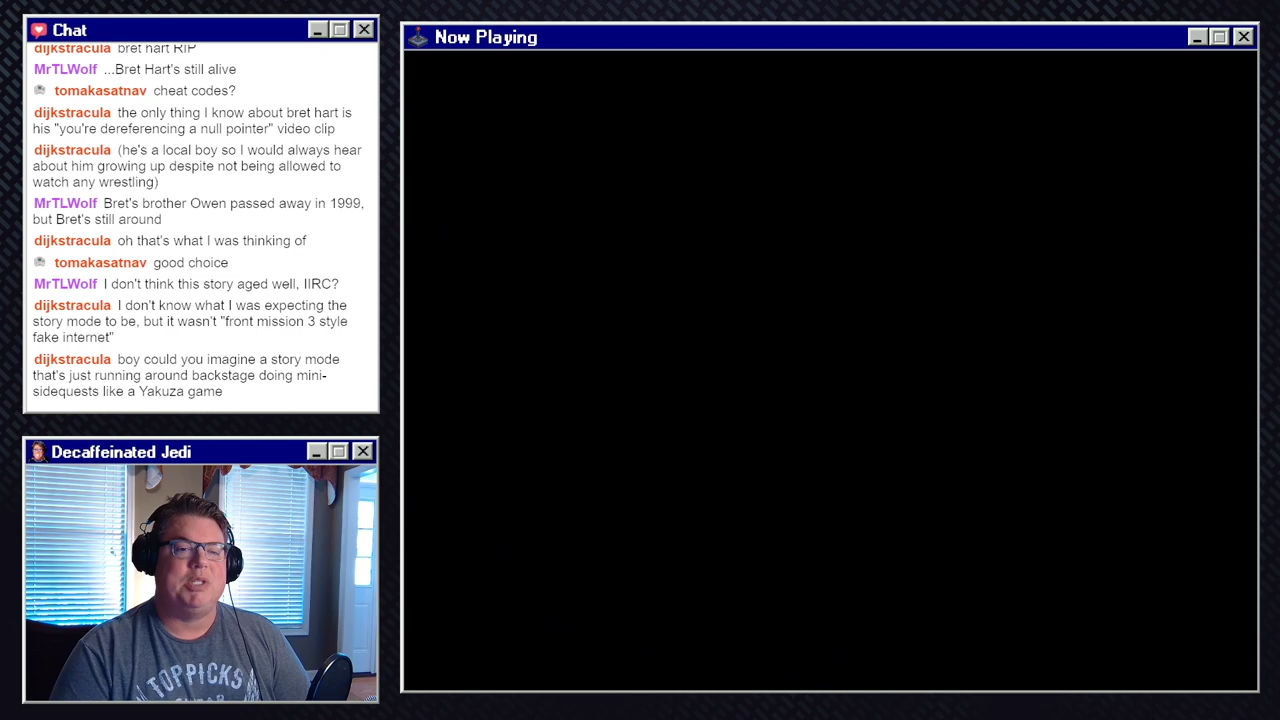 Chat
dijkstracula bret hart RIP
MrTLWolf ...Bret Hart's still alive
tomakasatnav cheat codes?
dijkstracula the only thing I know about bret hart is
his "you're dereferencing a null pointer" video clip
dijkstracula (he's a local boy so I would always hear
about him growing up despite not being allowed to
watch any wrestling)
MrTLWolf Bret's brother Owen passed away in 1999,
but Bret's still around
dijkstracula oh that's what I was thinking of
tomakasatnav good choice
MrTLWolf I don't think this story aged well, IIRC?
dijkstracula I don't know what I was expecting the
story mode to be, but it wasn't "front mission 3 style
fake internet"
dijkstracula boy could you imagine a story mode
that's just running around backstage doing mini-
sidequests like a Yakuza game
Decaffeinated Jedi
TOPPICKS
Now Playing